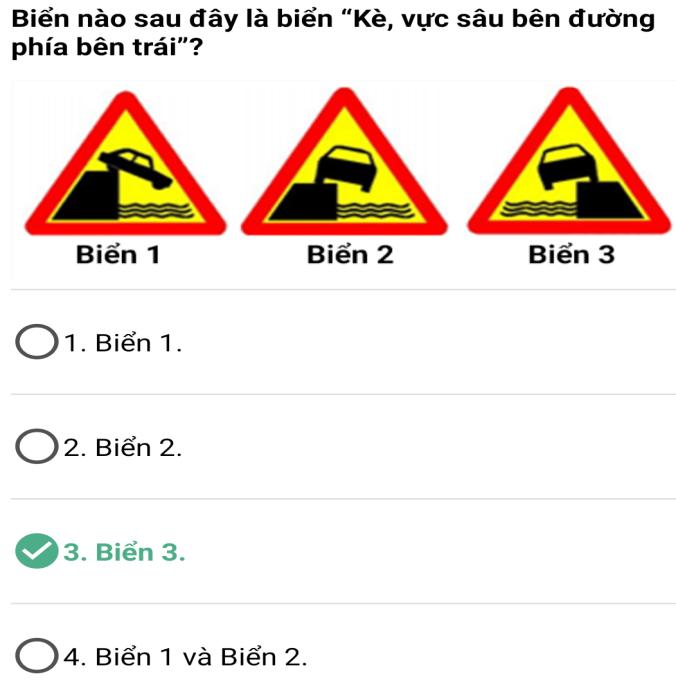 Biển nào sau đây là biển “Kè, vực sâu bên đường
phía bên trái”?
Biển 1 Biển 2 Biển 3
1. Biển 1.
2. Biển 2.
3. Biển 3.
4. Biển 1 và Biển 2.